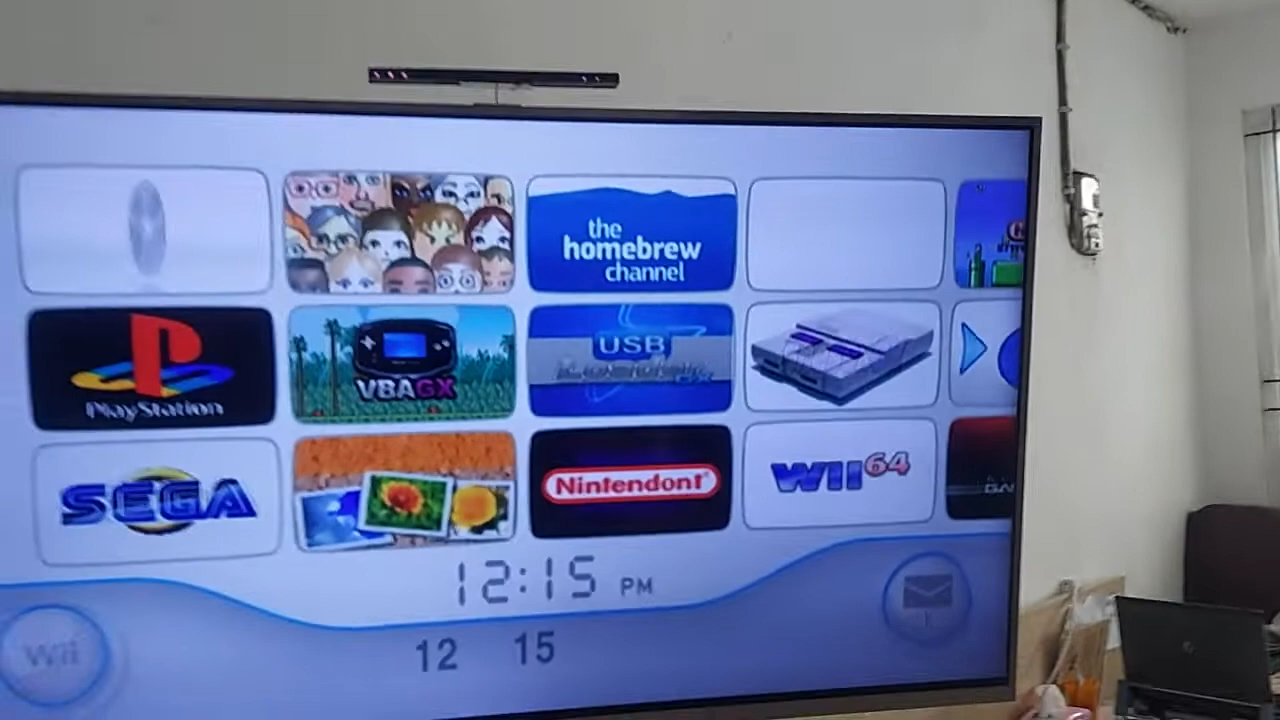 the
homebrew
channel
PlayStation
VBAGX
USB
SEGA
Nintendont
Wii64
12:15 PM
12 15
Wii